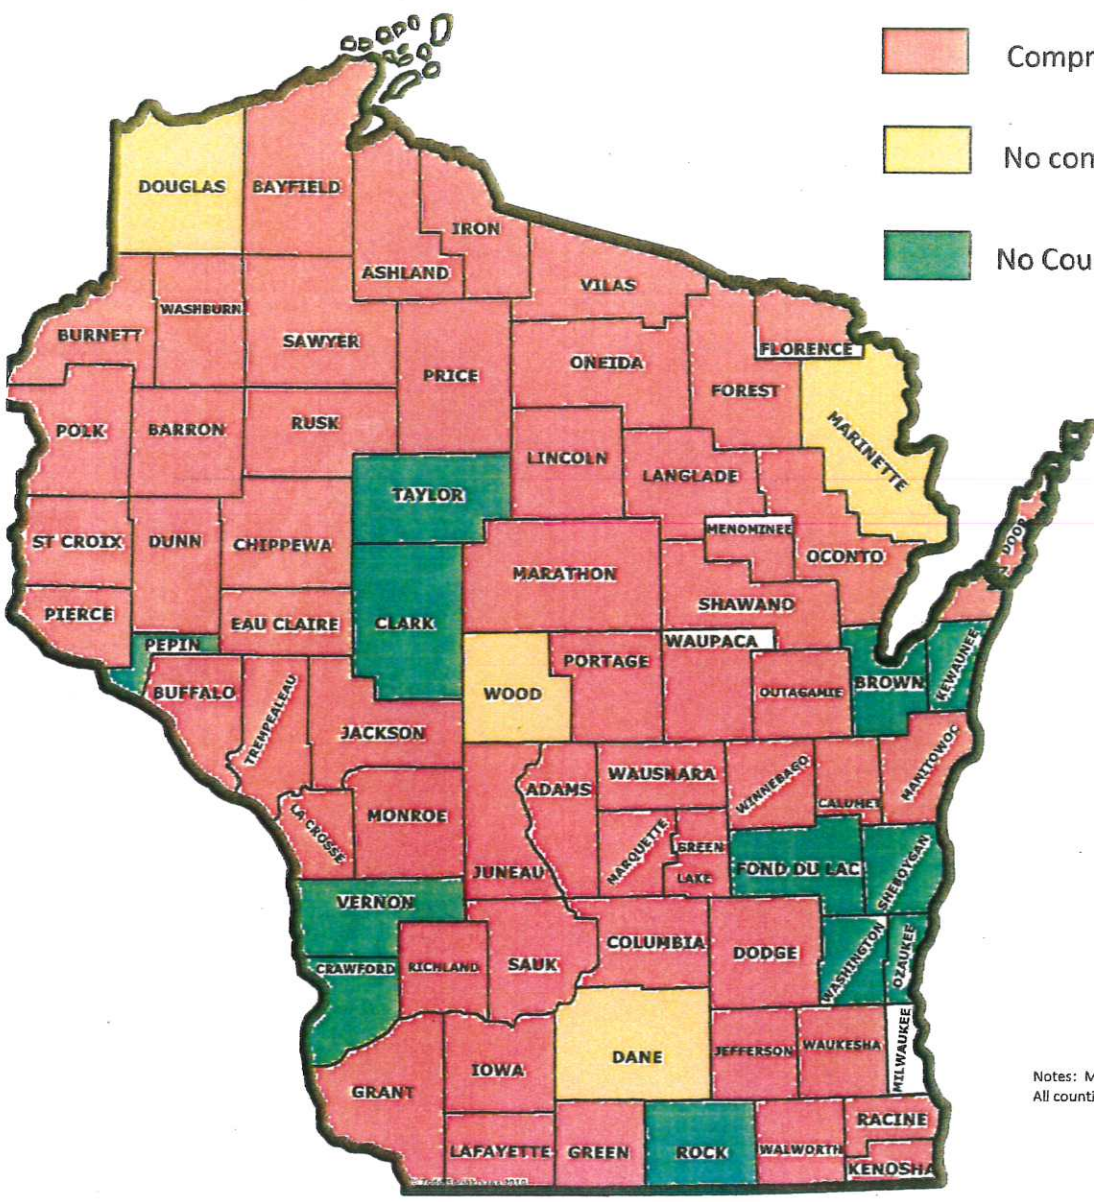 Compr
No con
No Cou
DOUGLAS
BAYFIELD
IRON
ASHLAND
VILAS
WASHBURN
BURNETT
SAWYER
FLORENCE
PRICE
ONEIDA
FOREST
POLK
BARRON
RUSK
MARINETTE
LINCOLN
LANGLADE
TAYLOR
ST CROIX
DUNN
CHIPPEWA
MENOMINEE
DOOR
OCONTO
MARATHON
PIERCE
EAU CLAIRE
CLARK
SHAWANO
PEPIN
WAUPACA
BUFFALO
TREMPEALEAU
WOOD
PORTAGE
OUTAGAMIE
BROWN
KEWAUNEE
JACKSON
ADAMS
WAUSHARA
WINNEBAGO
CALUMET
MANITOWOC
LA CROSSE
MONROE
JUNEAU
MARQUETTE
GREEN
LAKE
FOND DU LAC
SHEBOYGAN
VERNON
CRAWFORD
RICHLAND
SAUK
COLUMBIA
DODGE
WASHINGTON
OZAUKEE
GRANT
IOWA
DANE
JEFFERSON
WAUKESHA
MILWAUKEE
Notes: M
All counti
LAFAYETTE
GREEN
ROCK
WALWORTH
RACINE
KENOSHA